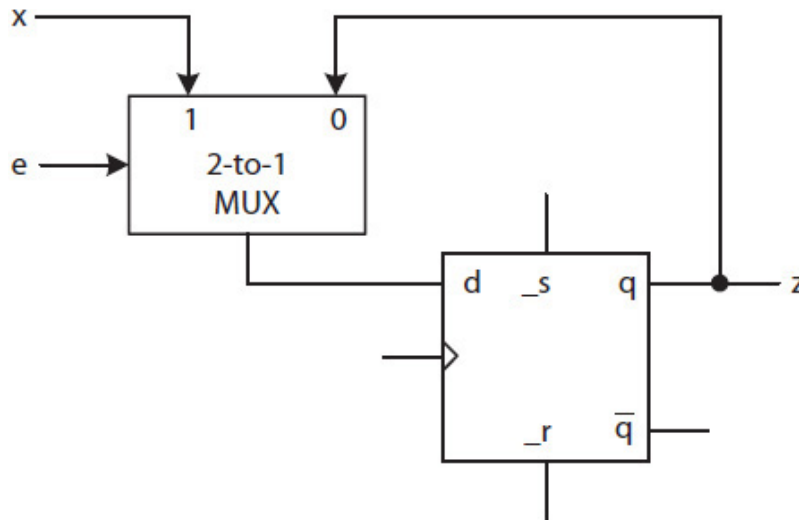 x
1 0
e
2-to-1
MUX
d _s q
z
_r q̅